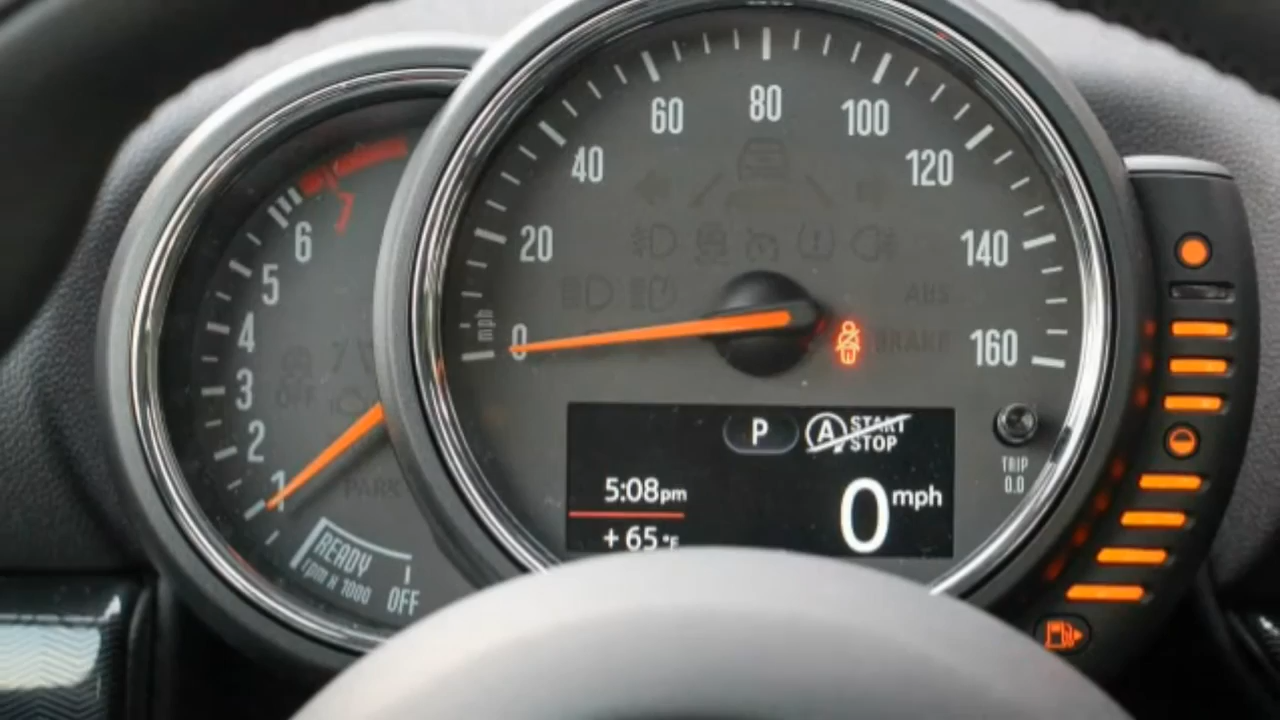 80
60
100
40
120
6
20
140
5
mph
0
160
4
3
2
1
OFF
BRAKE
ABS
PARK
P
A START
STOP
TRIP
0.0
5:08pm
0 mph
+65°F
READY
rpm x 1000
OFF